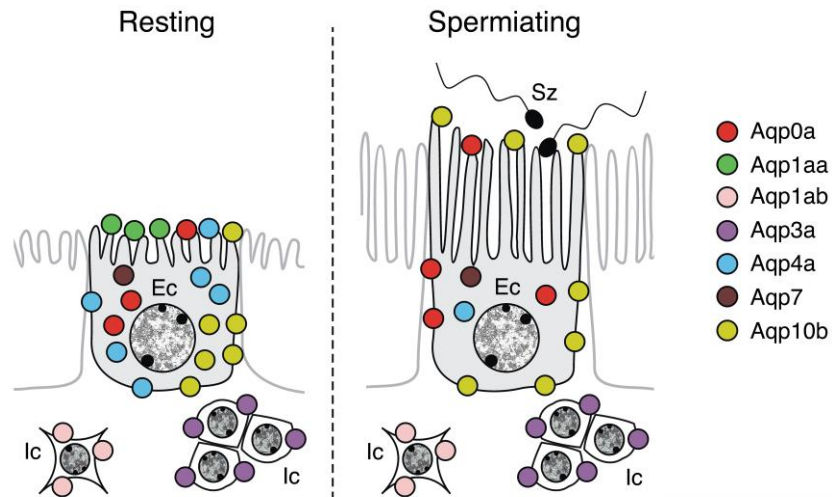 Resting
Spermiating
Sz
Aqp0a
Aqp1aa
Aqp1ab
Aqp3a
Aqp4a
Aqp7
Aqp10b
Ec
Ec
Ic
Ic
Ic
Ic